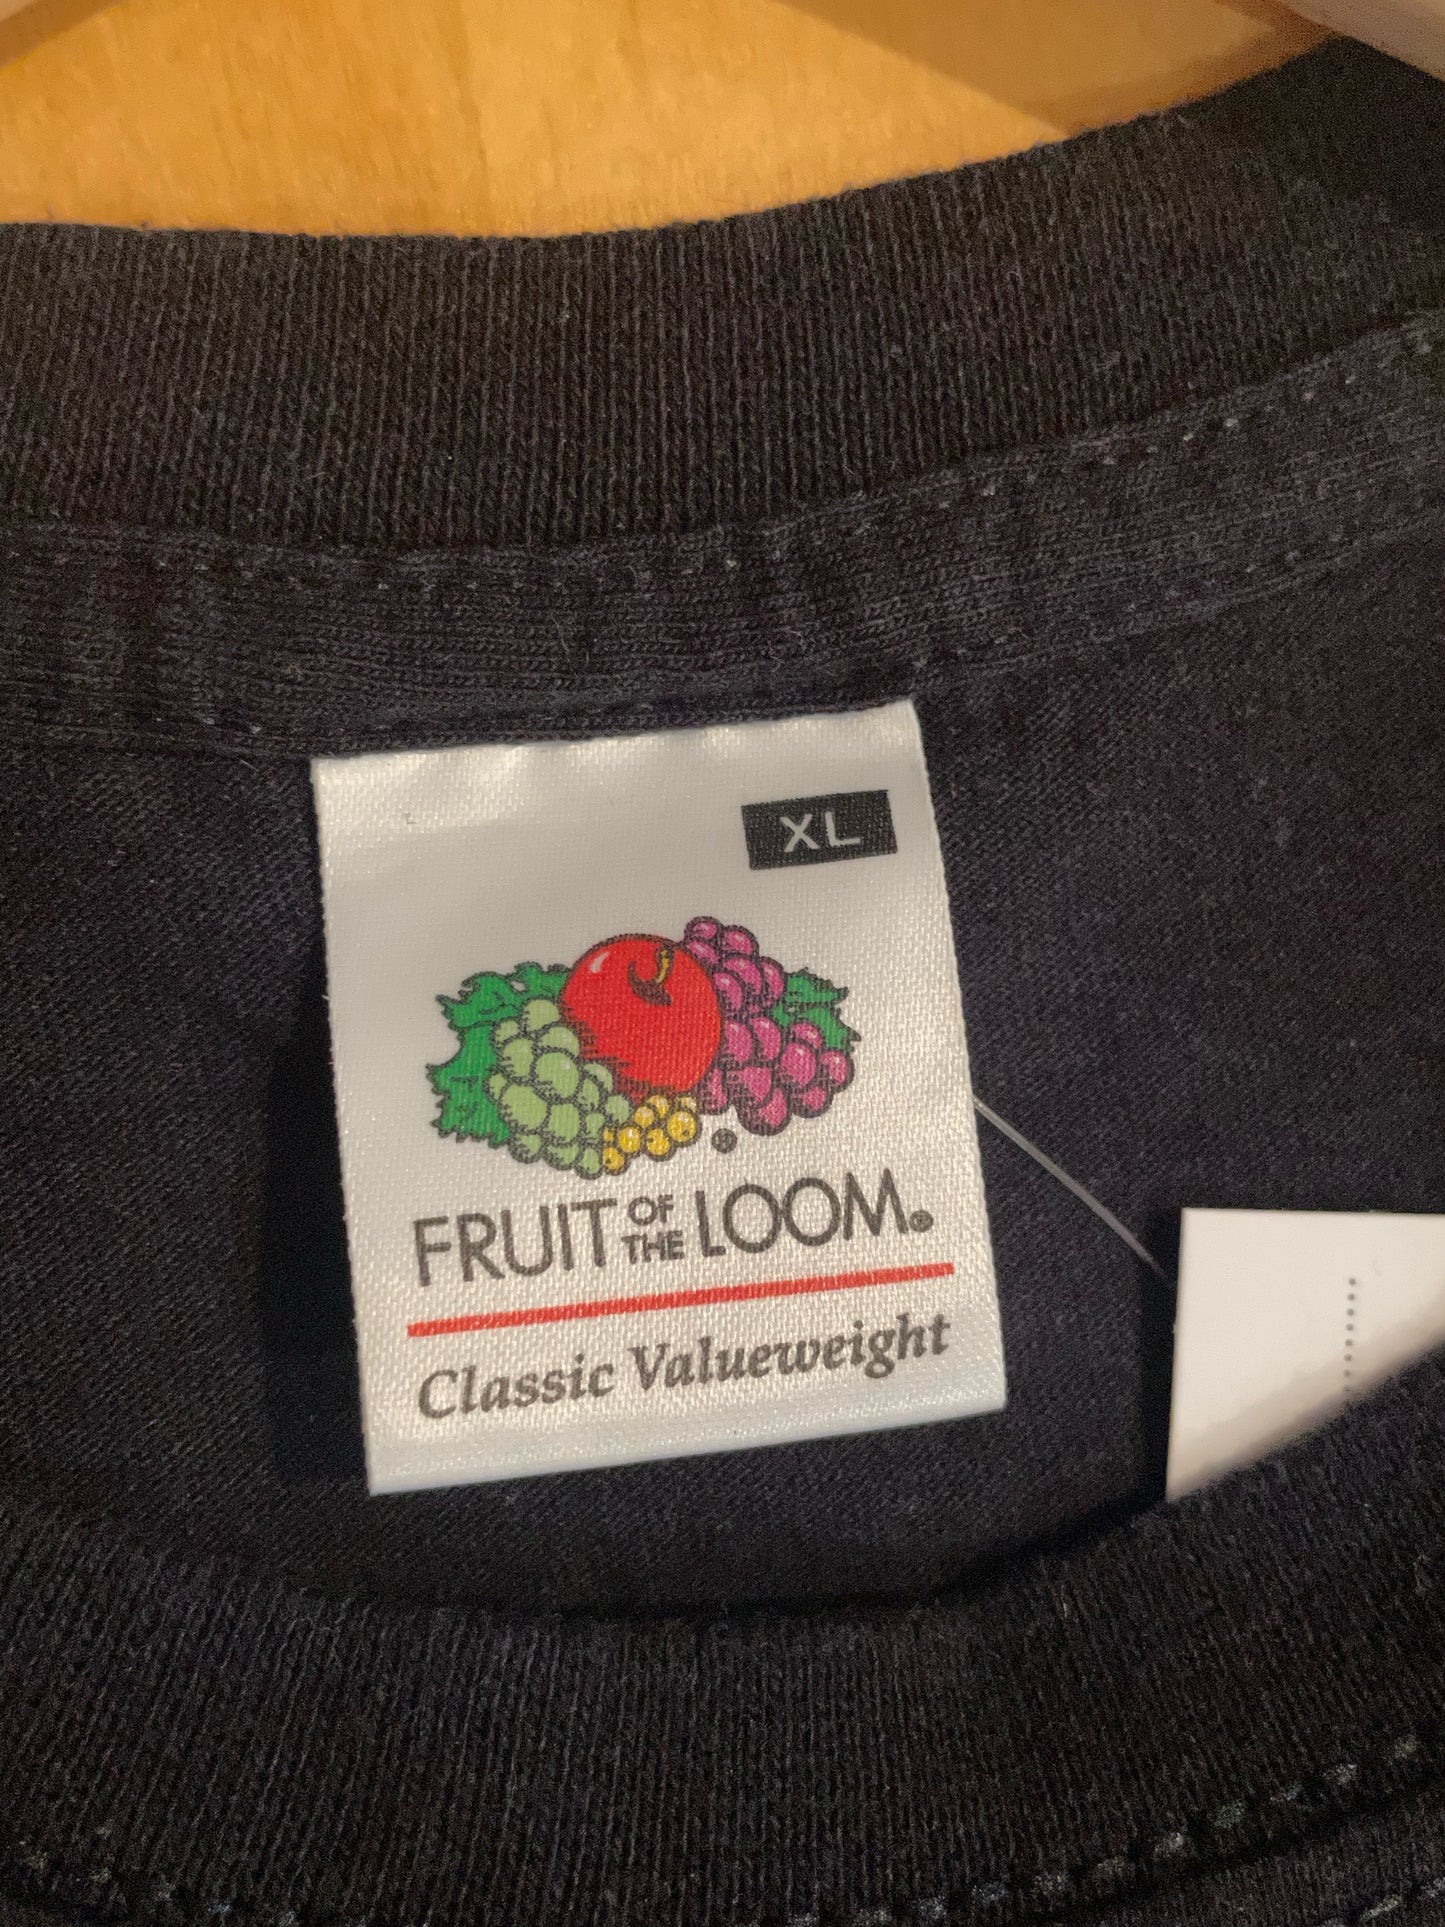 XL
®
FRUIT OF THE LOOM®
Classic Valueweight